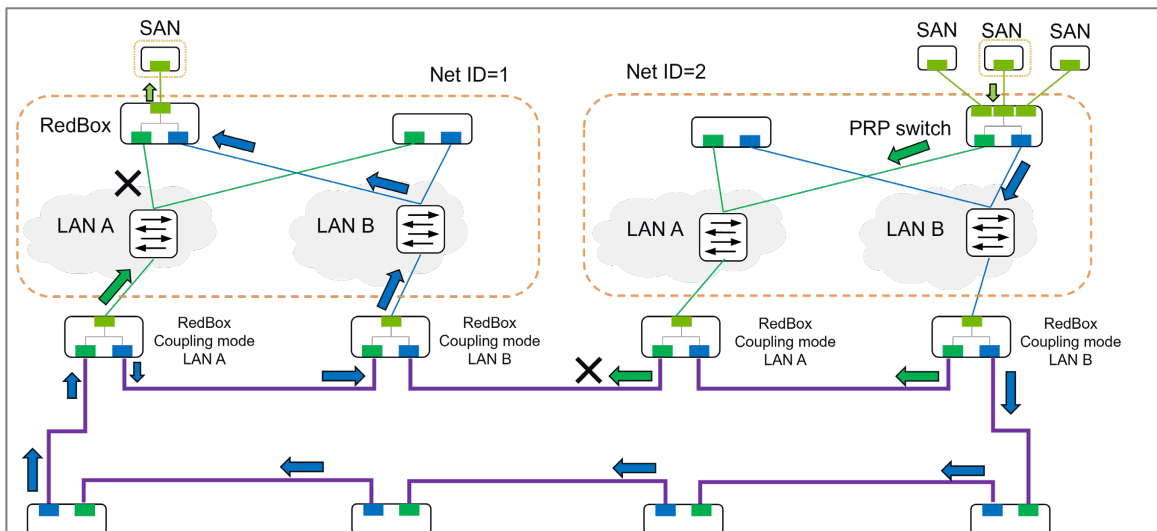 SAN
SAN
SAN
SAN
Net ID=1
Net ID=2
RedBox
PRP switch
LAN A
LAN B
LAN A
LAN B
RedBox
Coupling mode
LAN A
RedBox
Coupling mode
LAN B
RedBox
Coupling mode
LAN A
RedBox
Coupling mode
LAN B